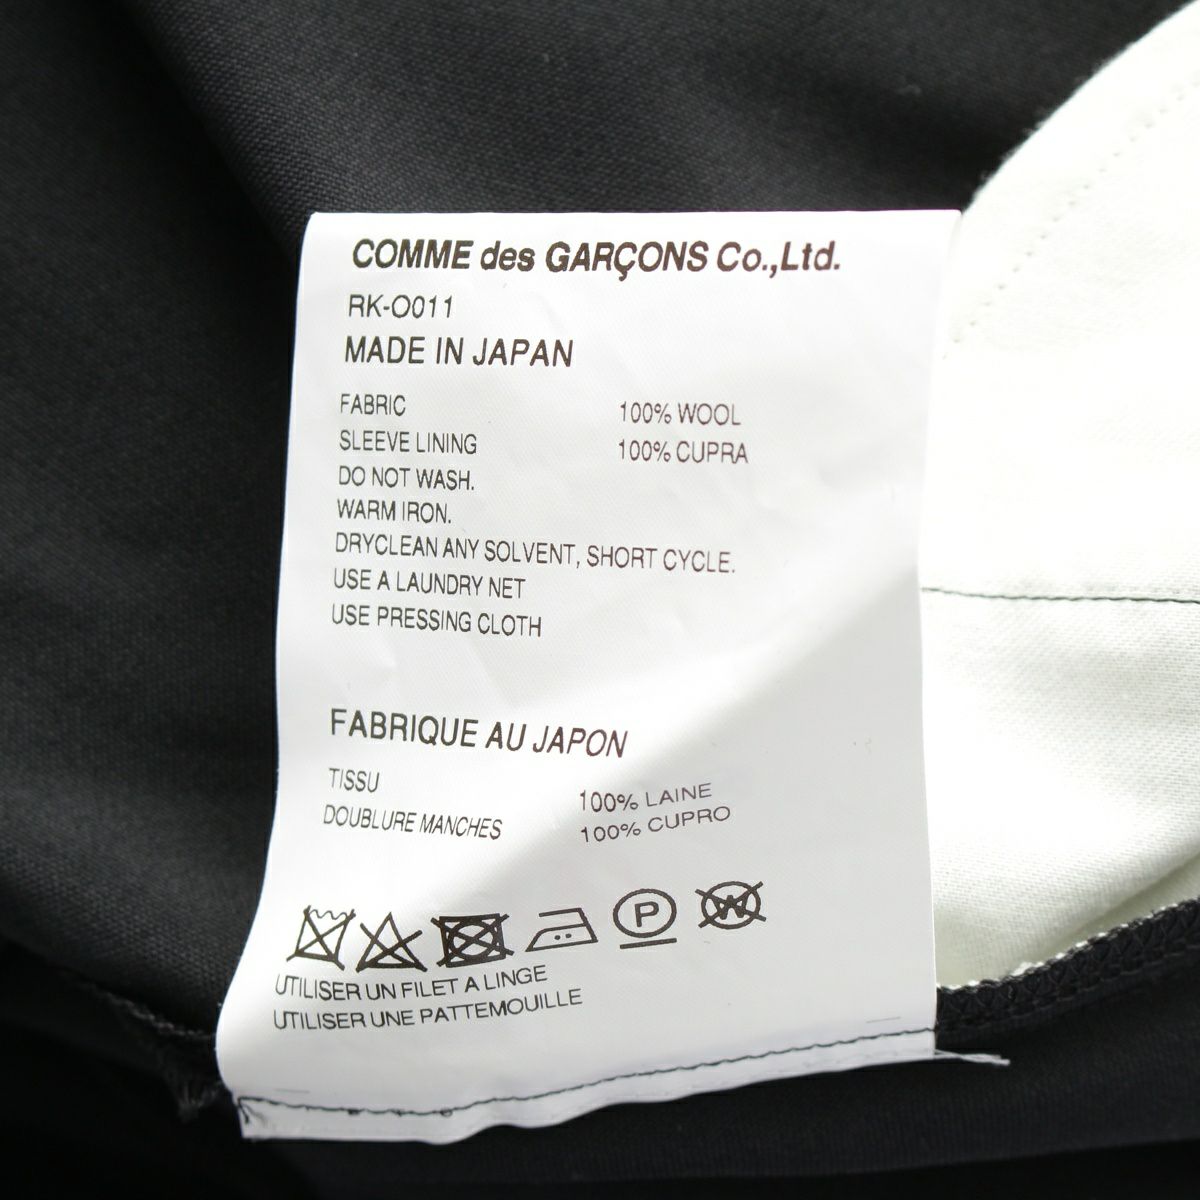 COMME des GARÇONS Co.,Ltd.
RK-O011
MADE IN JAPAN
FABRIC 100% WOOL
SLEEVE LINING 100% CUPRA
DO NOT WASH.
WARM IRON.
DRYCLEAN ANY SOLVENT, SHORT CYCLE.
USE A LAUNDRY NET
USE PRESSING CLOTH
FABRIQUE AU JAPON
TISSU 100% LAINE
DOUBLURE MANCHES 100% CUPRO
P W
UTILISER UN FILET A LINGE
UTILISER UNE PATTEMOUILLE